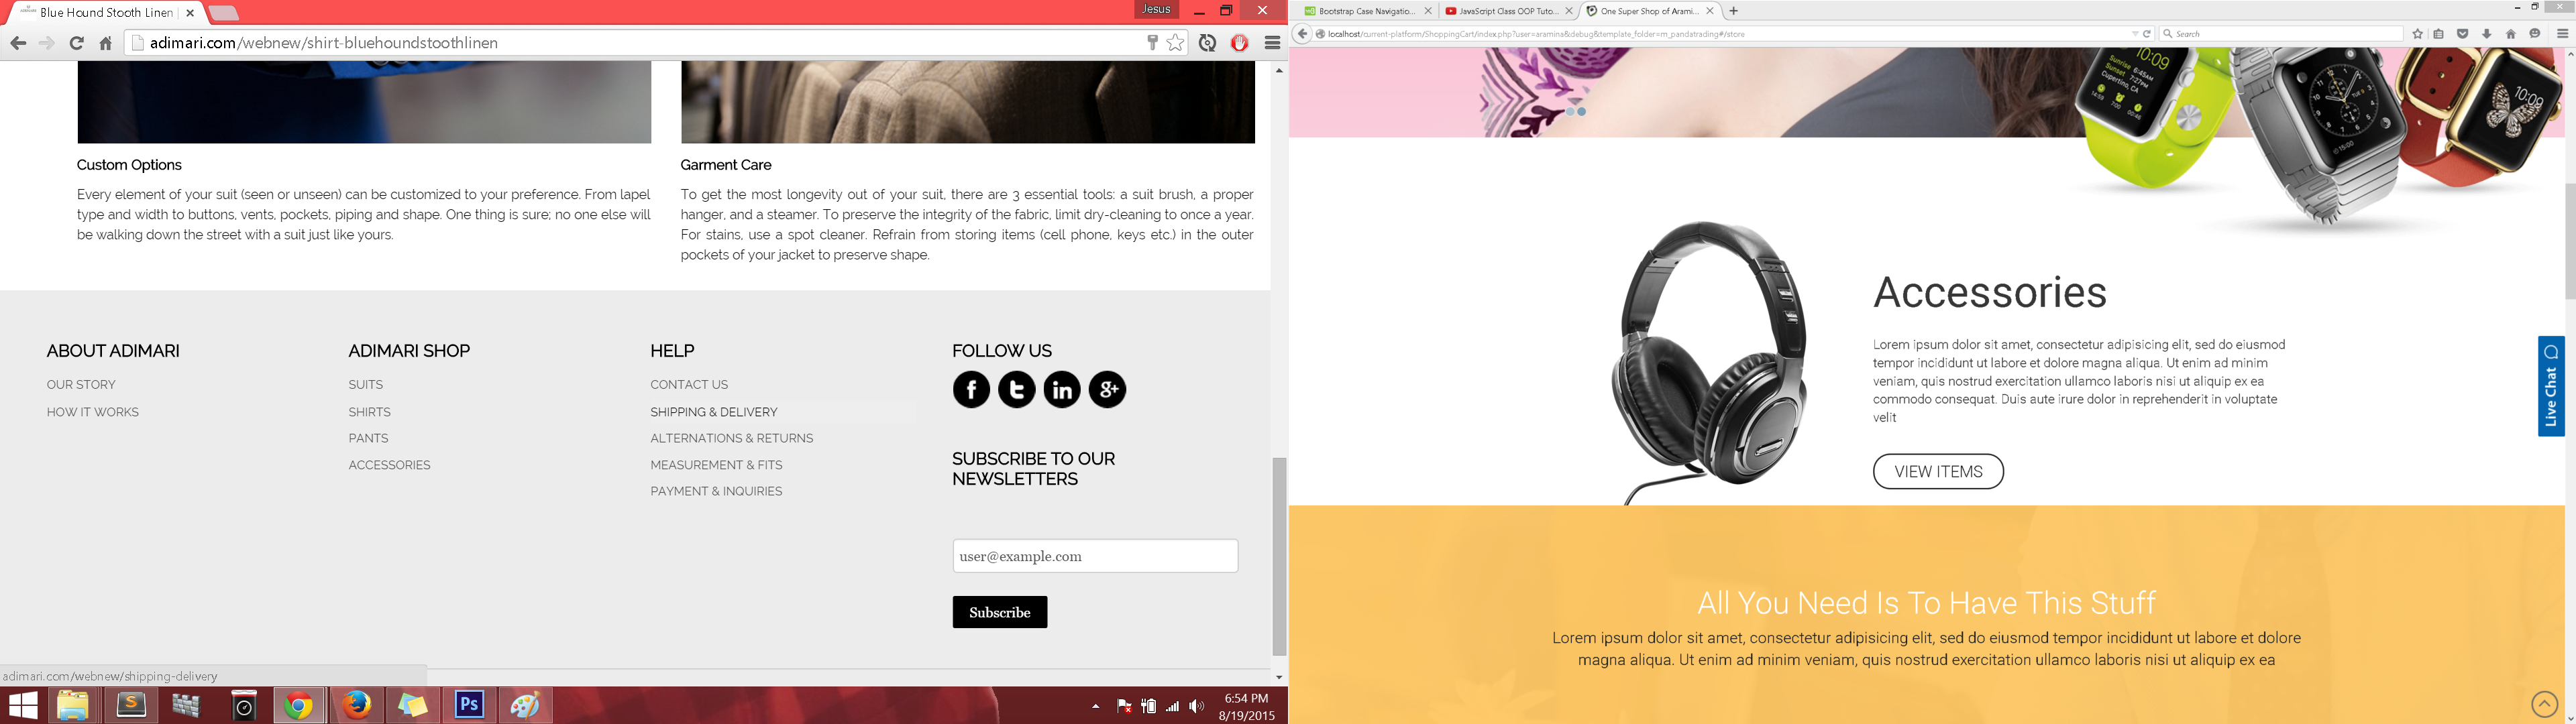 Blue Hound Stooth Linen
Jesus
adimari.com/webnew/shirt-bluehoundstoothlinen
Custom Options
Every element of your suit (seen or unseen) can be customized to your preference. From lapel
type and width to buttons, vents, pockets, piping and shape. One thing is sure; no one else will
be walking down the street with a suit just like yours.
Garment Care
To get the most longevity out of your suit, there are 3 essential tools: a suit brush, a proper
hanger, and a steamer. To preserve the integrity of the fabric, limit dry-cleaning to once a year.
For stains, use a spot cleaner. Refrain from storing items (cell phone, keys etc.) in the outer
pockets of your jacket to preserve shape.
ABOUT ADIMARI
OUR STORY
HOW IT WORKS
ADIMARI SHOP
SUITS
SHIRTS
PANTS
ACCESSORIES
HELP
CONTACT US
SHIPPING & DELIVERY
ALTERNATIONS & RETURNS
MEASUREMENT & FITS
PAYMENT & INQUIRIES
FOLLOW US
SUBSCRIBE TO OUR
NEWSLETTERS
user@example.com
Subscribe
adimari.com/webnew/shipping-delivery
Ps
6:54 PM
8/19/2015
Bootstrap Case Navigatio...
JavaScript Class OOP Tuto...
One Super Shop of Arami...
localhost/current-platform/ShoppingCart/index.php?user=aramina&debug&template_folder=m_pandatrading#/store
Search
10:09
Sunrise 6:45AM
Sunset 7:27PM
Cupertino, CA
10:09
Accessories
Lorem ipsum dolor sit amet, consectetur adipisicing elit, sed do eiusmod
tempor incididunt ut labore et dolore magna aliqua. Ut enim ad minim
veniam, quis nostrud exercitation ullamco laboris nisi ut aliquip ex ea
commodo consequat. Duis aute irure dolor in reprehenderit in voluptate
velit
VIEW ITEMS
Live Chat
All You Need Is To Have This Stuff
Lorem ipsum dolor sit amet, consectetur adipisicing elit, sed do eiusmod tempor incididunt ut labore et dolore
magna aliqua. Ut enim ad minim veniam, quis nostrud exercitation ullamco laboris nisi ut aliquip ex ea